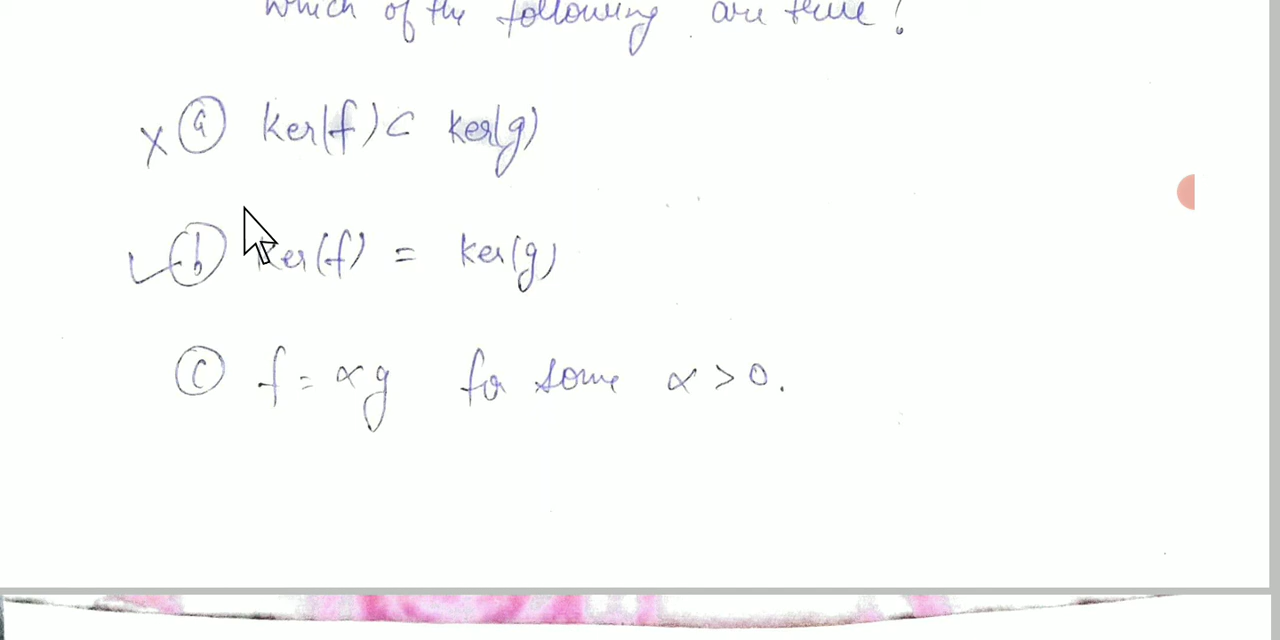 which of the following are true?
× (a) ker(f) ⊂ ker(g)
✓ (b) ker(f) = ker(g)
(c) f = αg for some α > 0.